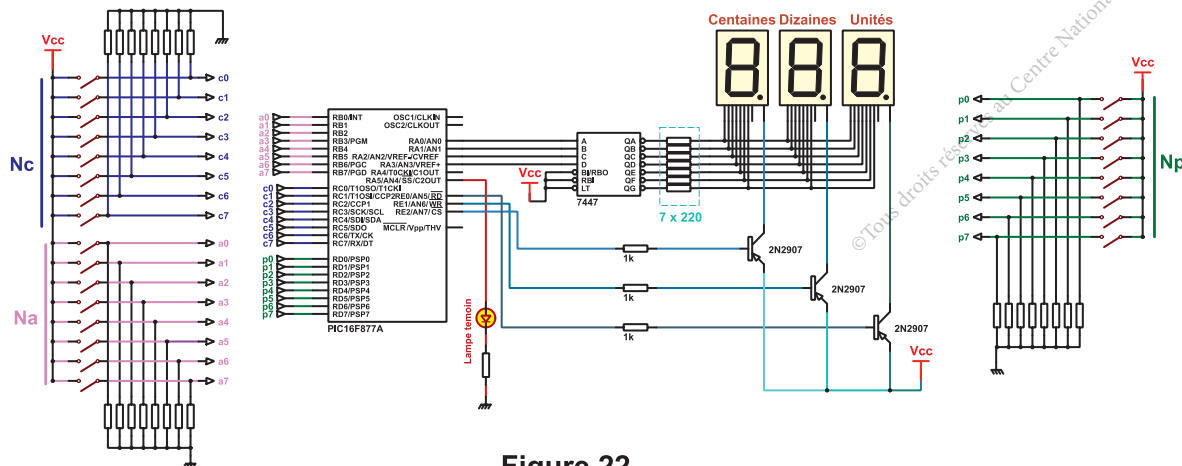 Centaines Dizaines Unités
Vcc
Nc
c0
c1
c2
c3
c4
c5
c6
c7
Na
a0
a1
a2
a3
a4
a5
a6
a7
a0
a1
a2
a3
a4
a5
a6
a7
c0
c1
c2
c3
c4
c5
c6
c7
p0
p1
p2
p3
p4
p5
p6
p7
RB0/INT OSC1/CLKIN
RB1 OSC2/CLKOUT
RB2
RB3/PGM RA0/AN0
RB4 RA1/AN1
RB5 RA2/AN2/VREF-/CVREF
RB6/PGC RA3/AN3/VREF+
RB7/PGD RA4/T0CKI/C1OUT
RA5/AN4/SS/C2OUT
RC0/T1OSO/T1CKI
RC1/T1OSI/CCP2 RE0/AN5/RD
RC2/CCP1 RE1/AN6/WR
RC3/SCK/SCL RE2/AN7/CS
RC4/SDI/SDA
RC5/SDO
RC6/TX/CK MCLR/Vpp/THV
RC7/RX/DT
RD0/PSP0
RD1/PSP1
RD2/PSP2
RD3/PSP3
RD4/PSP4
RD5/PSP5
RD6/PSP6
RD7/PSP7
PIC16F877A
Lampe temoin
Vcc
A QA
B QB
C QC
D QD
BI/RBO QE
RBI QF
LT QG
7447
7 x 220
1k
1k
1k
2N2907
2N2907
2N2907
Vcc
Vcc
Np
p0
p1
p2
p3
p4
p5
p6
p7
©Tous droits réservés au Centre National
Figure 22